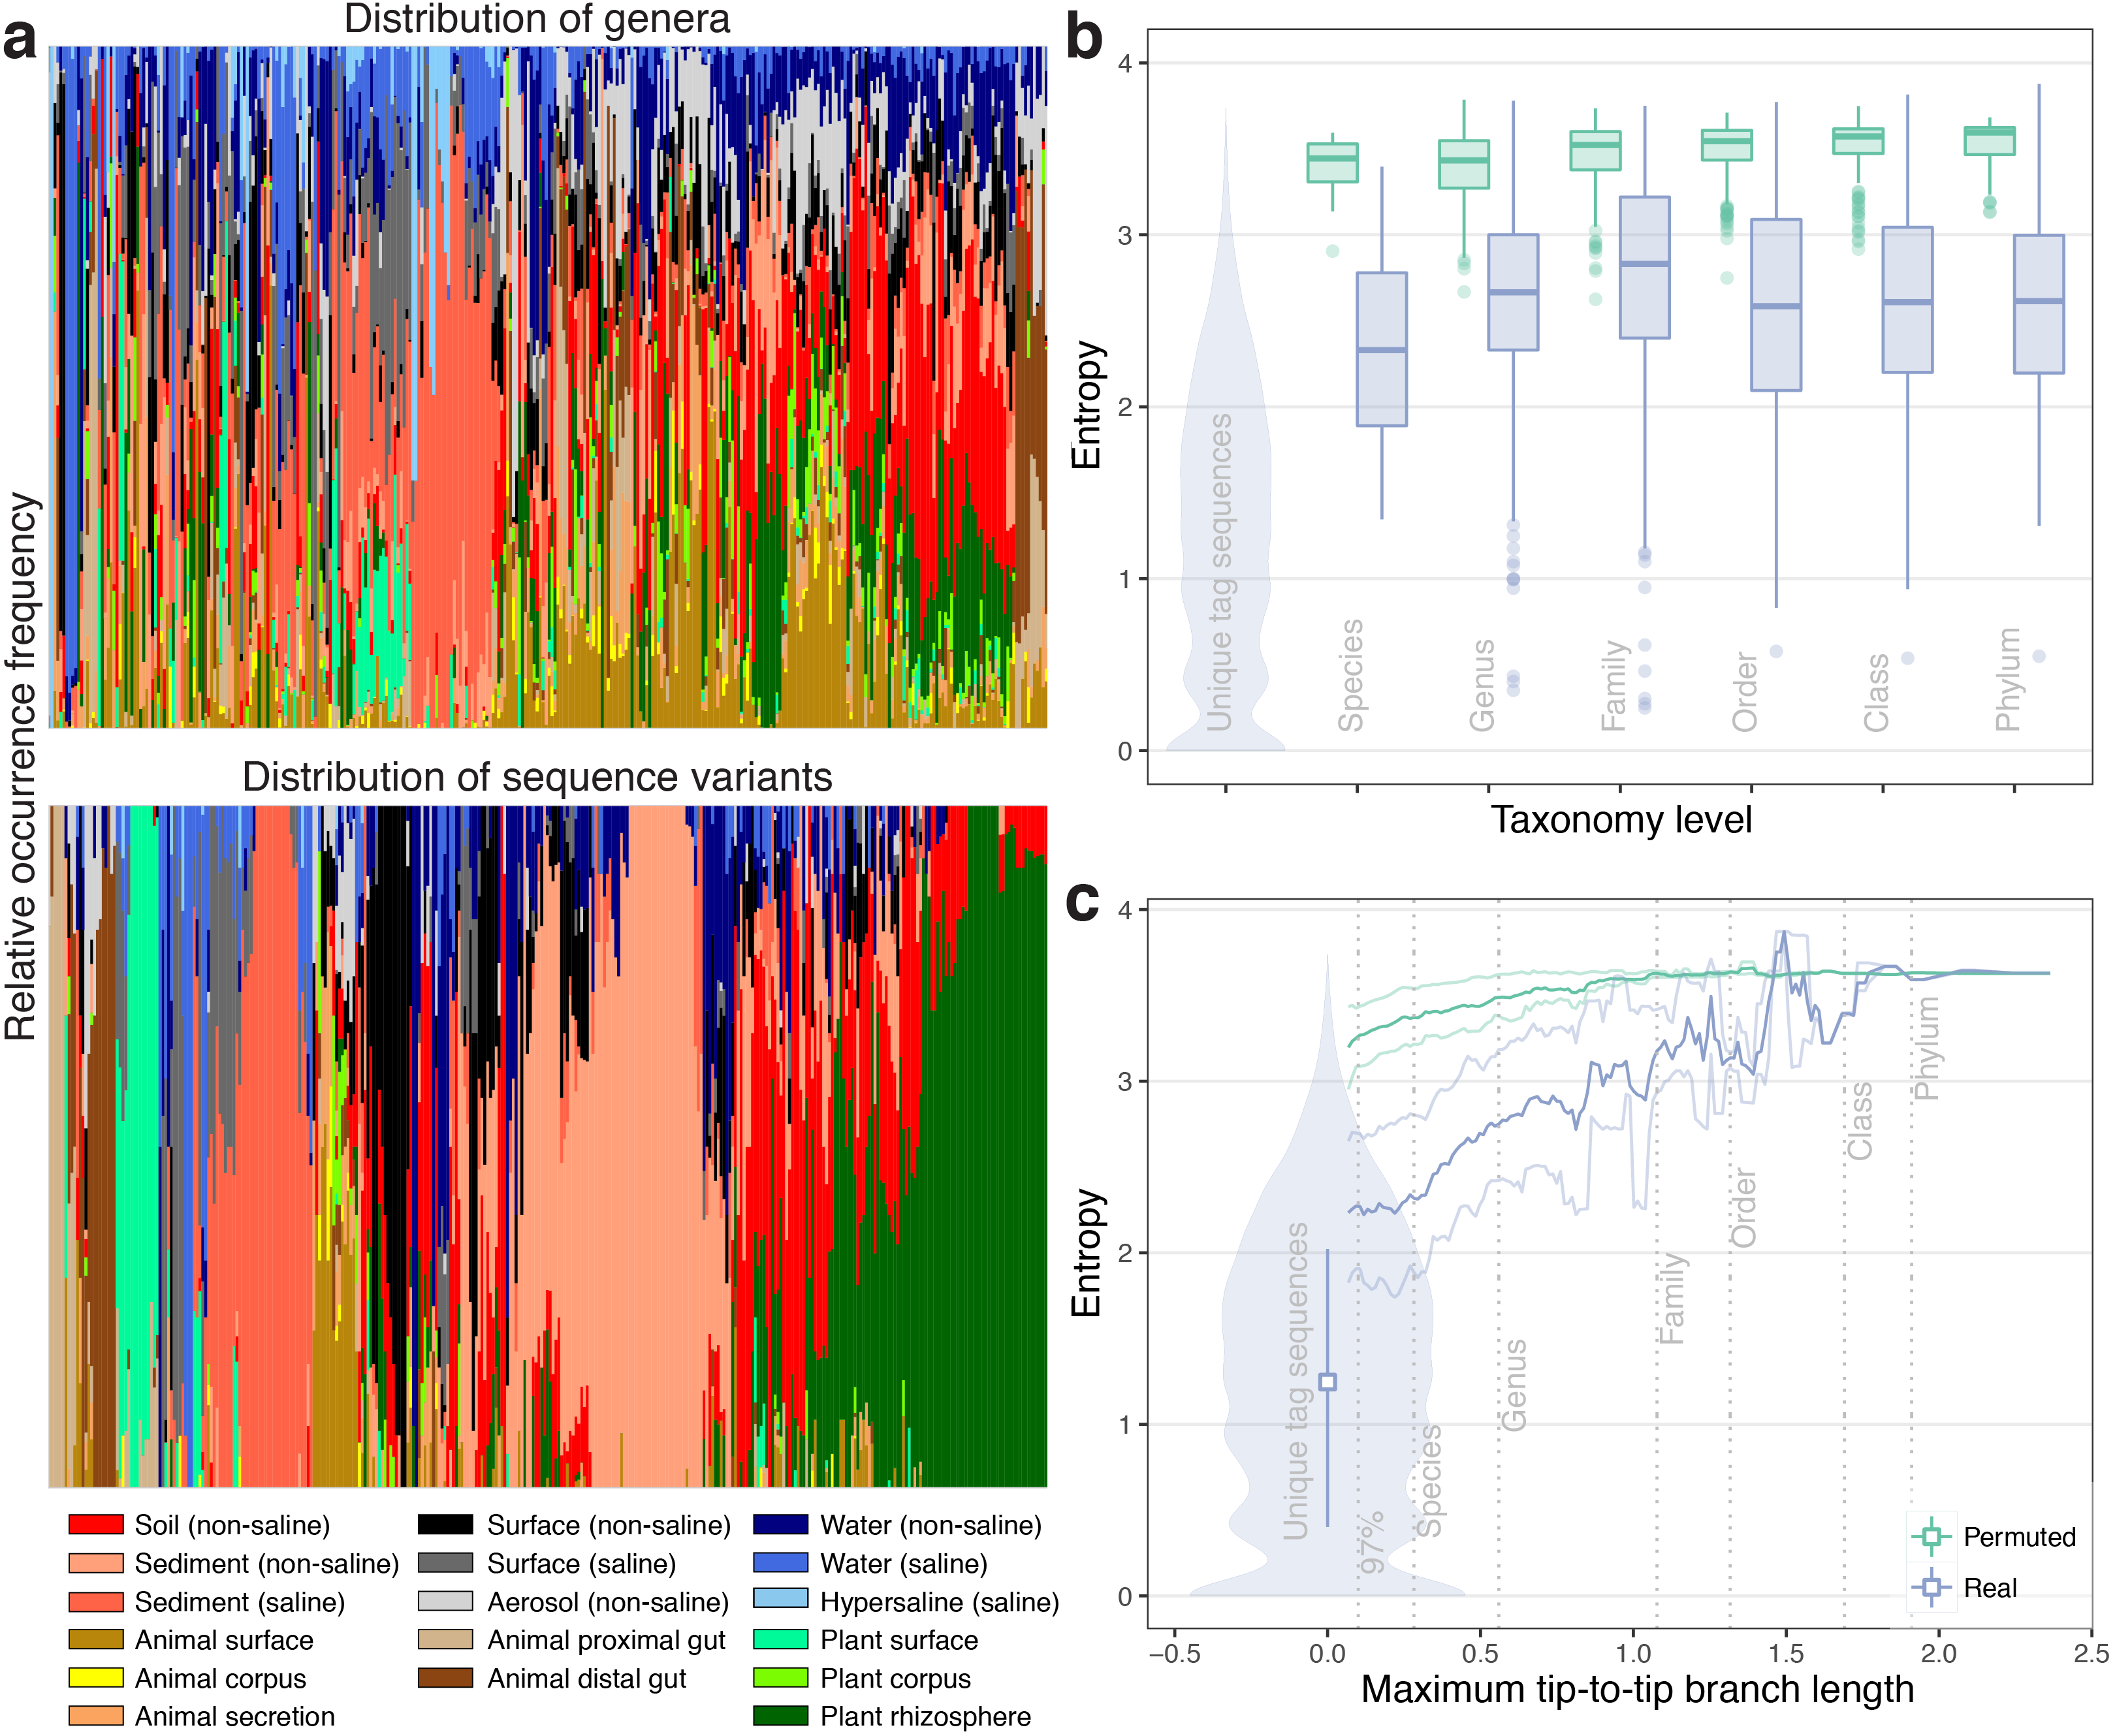 a
Distribution of genera
Relative occurrence frequency
Distribution of sequence variants
Soil (non-saline)
Sediment (non-saline)
Sediment (saline)
Animal surface
Animal corpus
Animal secretion
Surface (non-saline)
Surface (saline)
Aerosol (non-saline)
Animal proximal gut
Animal distal gut
Water (non-saline)
Water (saline)
Hypersaline (saline)
Plant surface
Plant corpus
Plant rhizosphere
b
Entropy
4
3
2
1
0
Unique tag sequences
Species
Genus
Family
Order
Class
Phylum
Taxonomy level
c
Entropy
4
3
2
1
0
Unique tag sequences
97%
Species
Genus
Family
Order
Class
Phylum
Permuted
Real
−0.5
0.0
0.5
1.0
1.5
2.0
2.5
Maximum tip-to-tip branch length